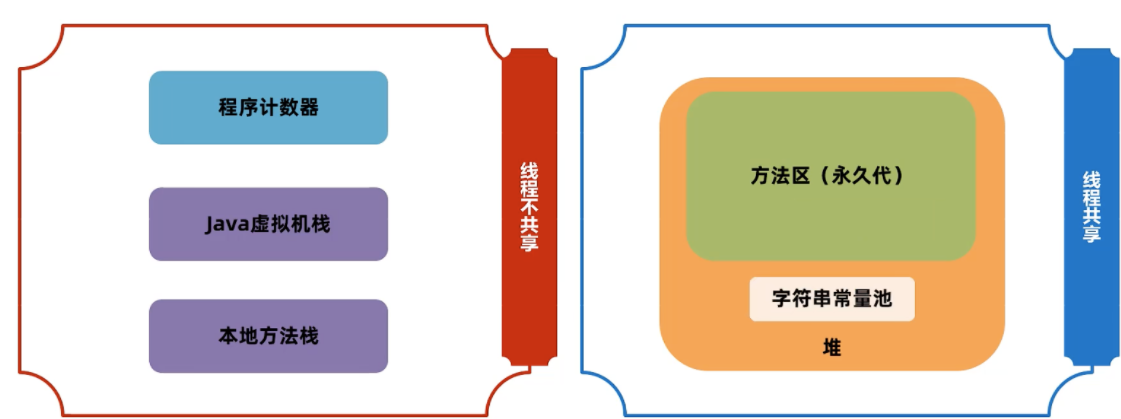 程序计数器
Java虚拟机栈
本地方法栈
线程不共享
方法区（永久代）
字符串常量池
堆
线程共享